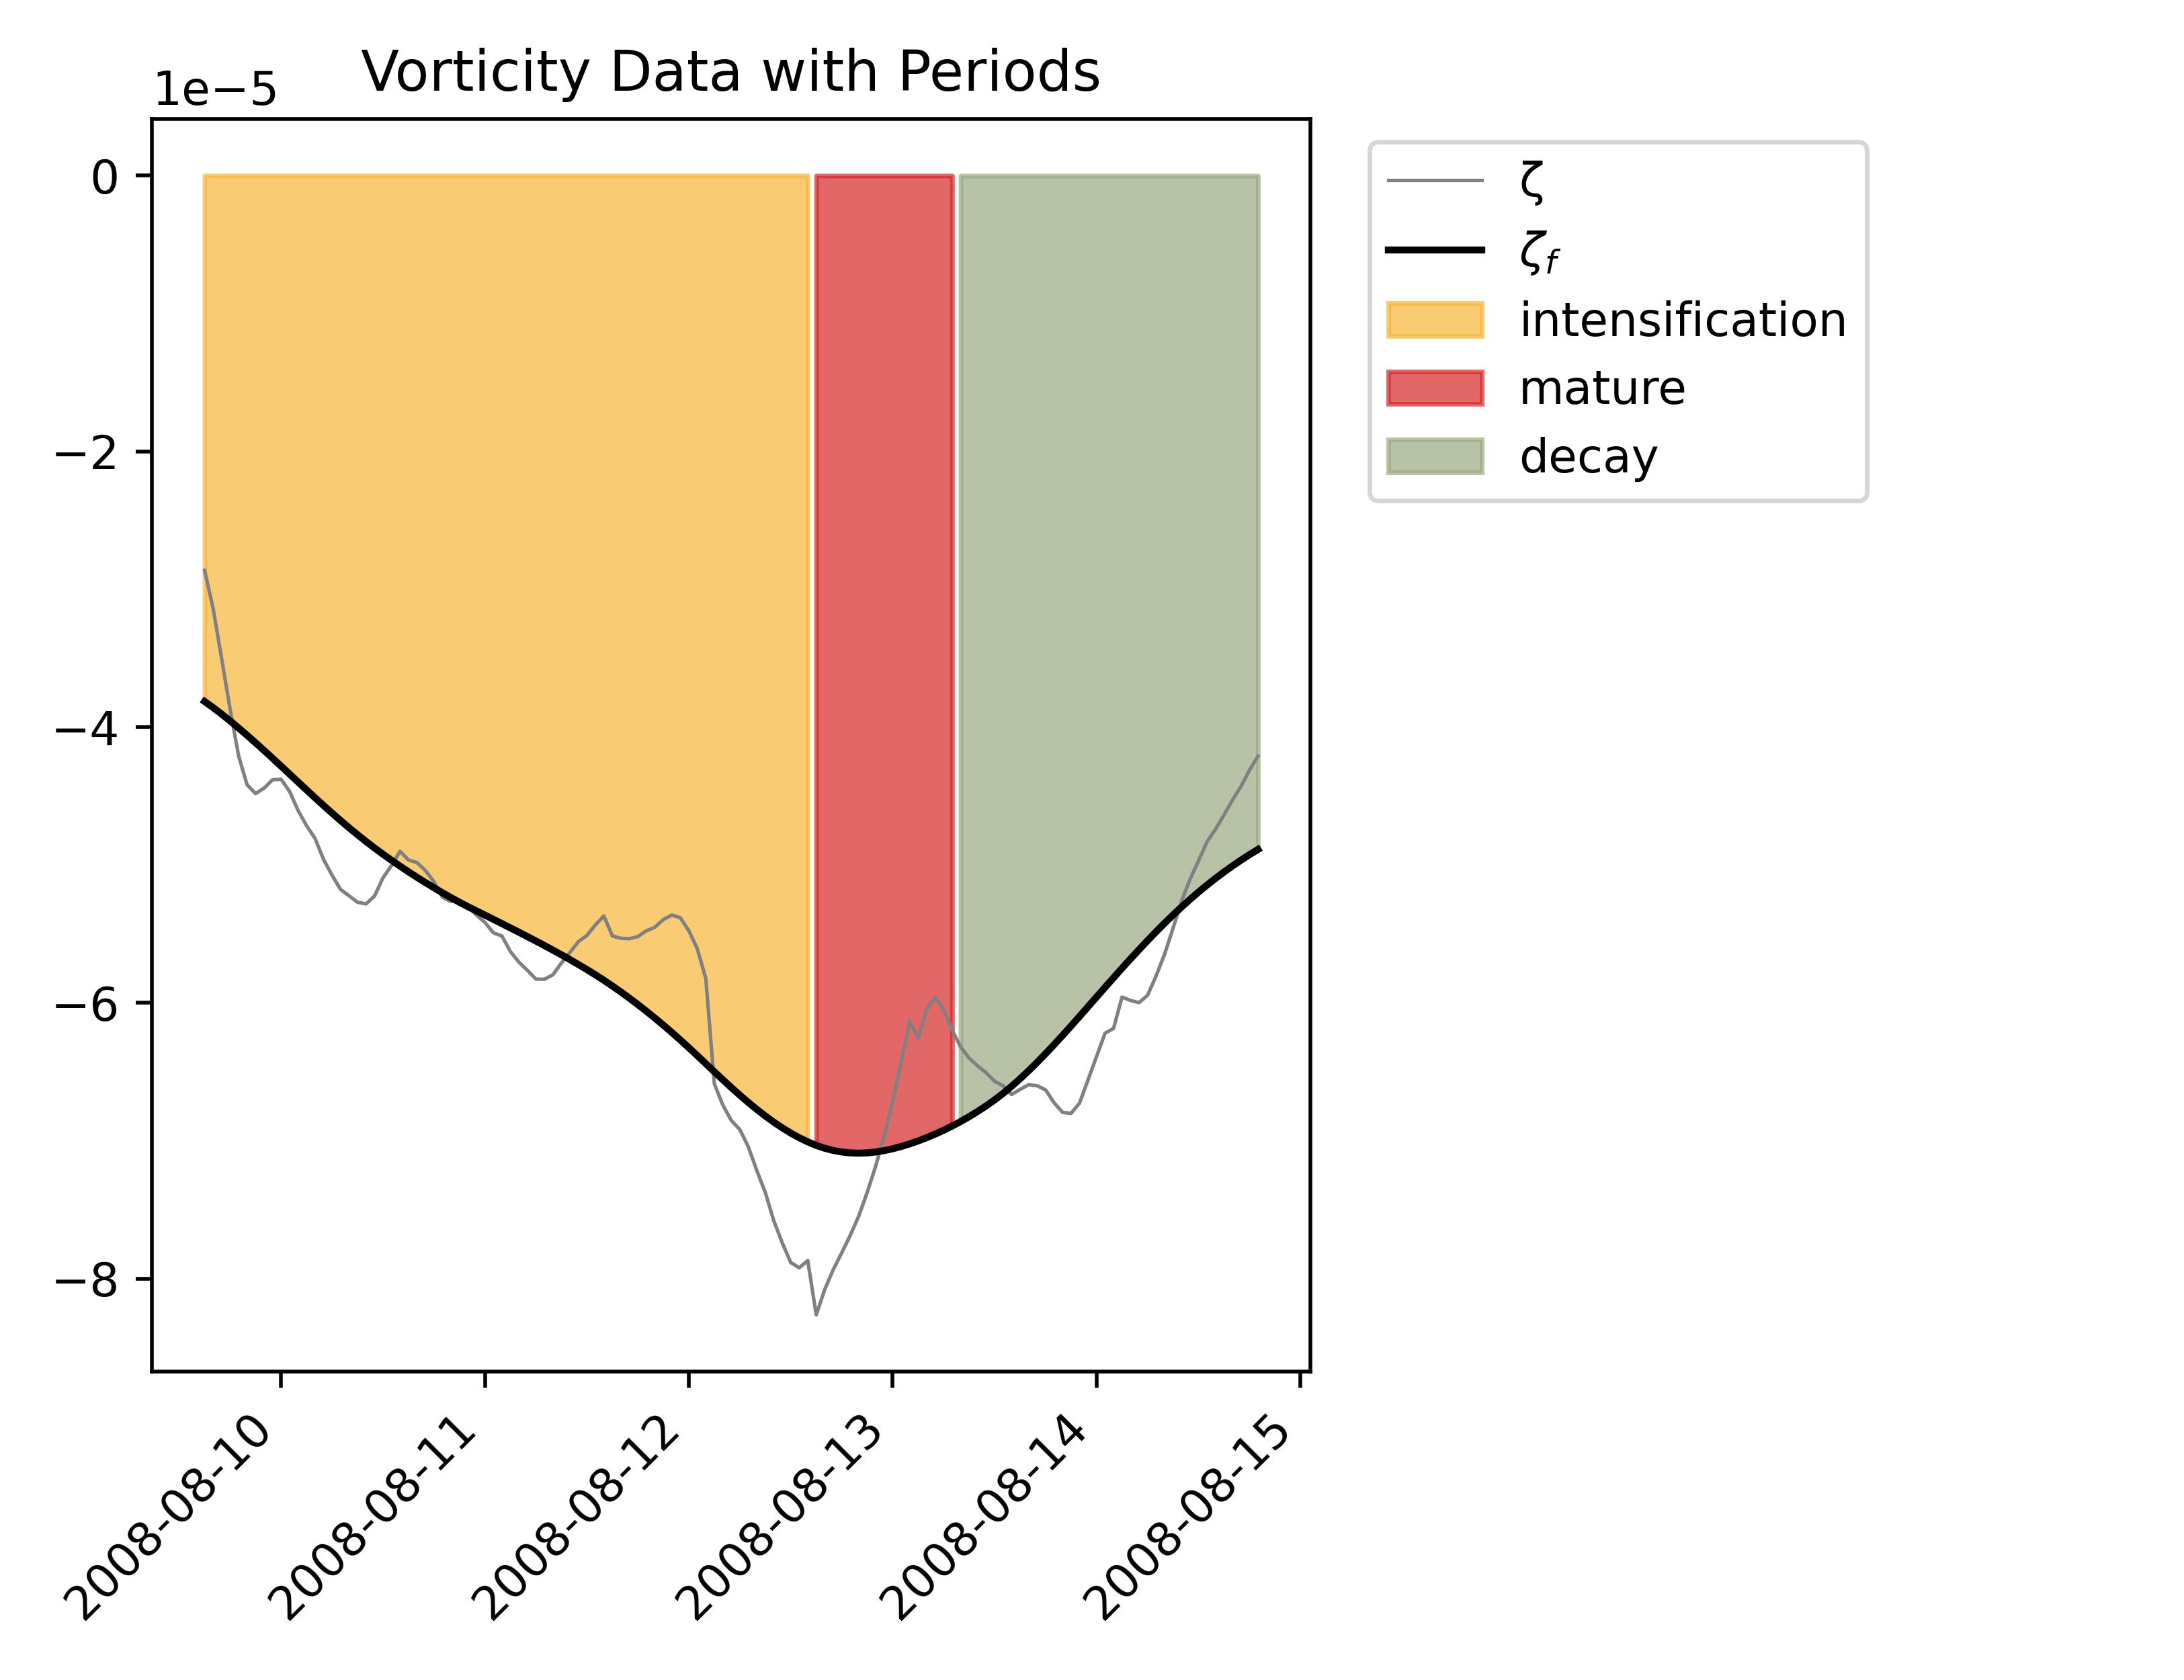 Vorticity Data with Periods
1e−5
0
−2
−4
−6
−8
2008-08-10
2008-08-11
2008-08-12
2008-08-13
2008-08-14
2008-08-15
ζ
ζf
intensification
mature
decay